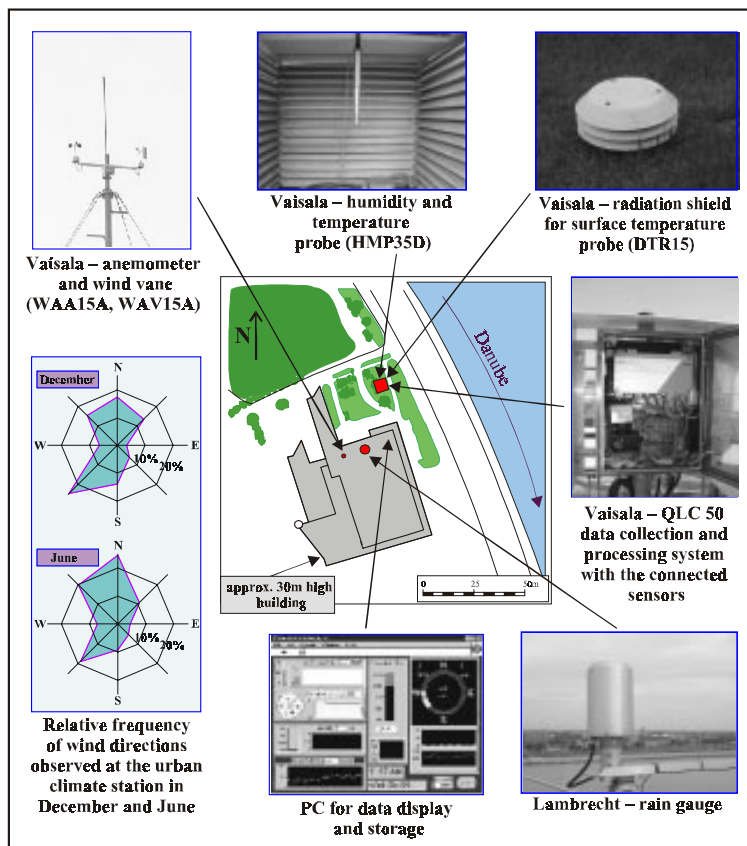 Vaisala – anemometer
and wind vane
(WAA15A, WAV15A)
Vaisala – humidity and
temperature
probe (HMP35D)
Vaisala – radiation shield
for surface temperature
probe (DTR15)
N
Danube
approx. 30m high
building
0 25 50m
Vaisala – QLC 50
data collection and
processing system
with the connected
sensors
December
N
W E
10%
20%
S
June
N
W E
10%
20%
S
Relative frequency
of wind directions
observed at the urban
climate station in
December and June
PC for data display
and storage
Lambrecht – rain gauge